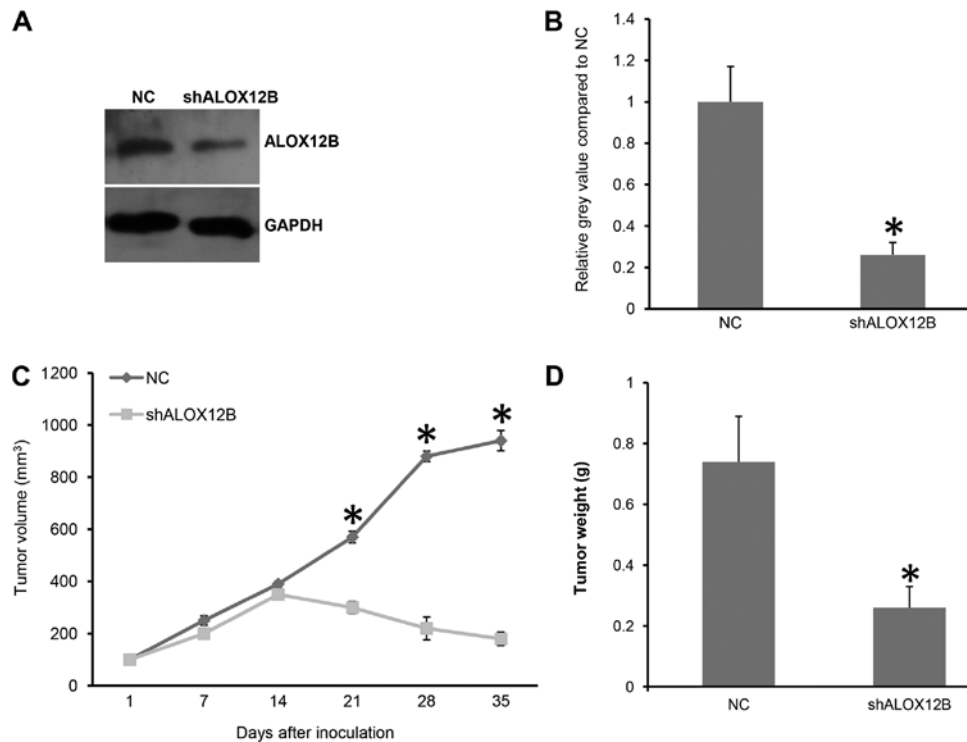 A
NC shALOX12B
ALOX12B
GAPDH
B
Relative grey value compared to NC
1.4
1.2
1
0.8
0.6
0.4
0.2
0
*
NC shALOX12B
C
Tumor volume (mm³)
1200
1000
800
600
400
200
0
NC
shALOX12B
*
*
*
1 7 14 21 28 35
Days after inoculation
D
Tumor weight (g)
1
0.8
0.6
0.4
0.2
0
*
NC shALOX12B